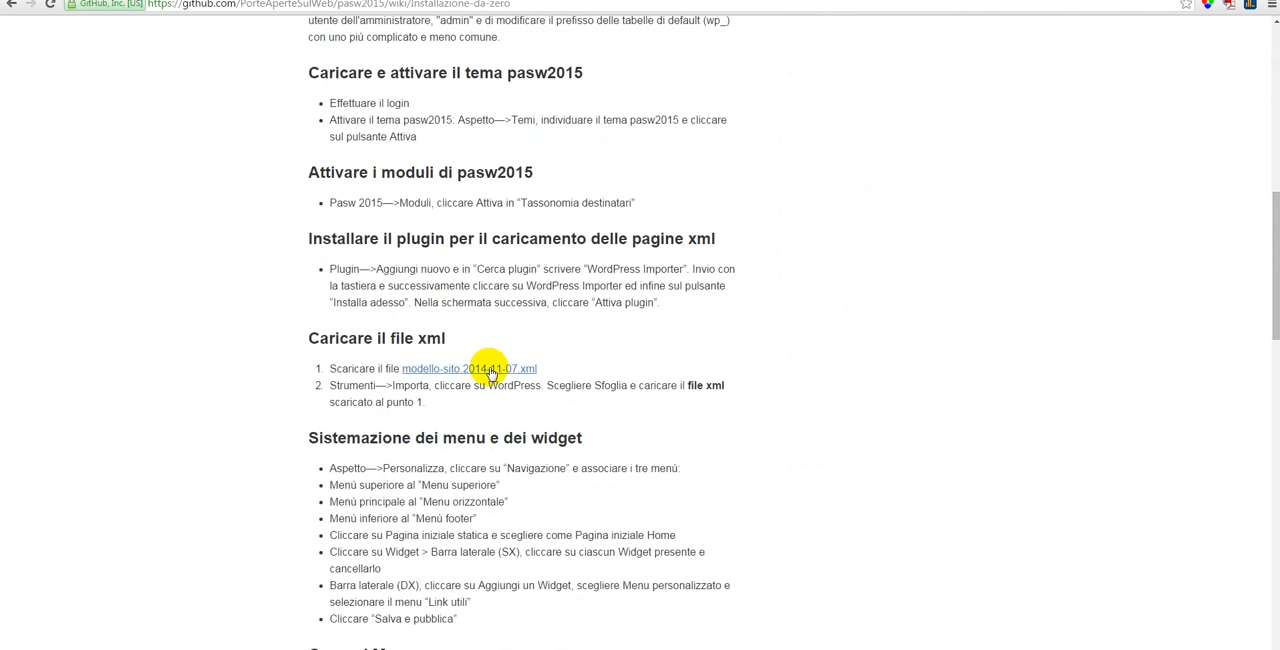 GitHub, Inc. [US] https://github.com/PorteAperteSulWeb/pasw2015/wiki/Installazione-da-zero
utente dell'amministratore, "admin" e di modificare il prefisso delle tabelle di default (wp_)
con uno più complicato e meno comune.
Caricare e attivare il tema pasw2015
• Effettuare il login
• Attivare il tema pasw2015: Aspetto—>Temi, individuare il tema pasw2015 e cliccare
sul pulsante Attiva
Attivare i moduli di pasw2015
• Pasw 2015—>Moduli, cliccare Attiva in “Tassonomia destinatari”
Installare il plugin per il caricamento delle pagine xml
• Plugin—>Aggiungi nuovo e in “Cerca plugin” scrivere “WordPress Importer”. Invio con
la tastiera e successivamente cliccare su WordPress Importer ed infine sul pulsante
“Installa adesso”. Nella schermata successiva, cliccare “Attiva plugin”.
Caricare il file xml
1. Scaricare il file modello-sito 2014-11-07.xml
2. Strumenti—>Importa, cliccare su WordPress. Scegliere Sfoglia e caricare il file xml
scaricato al punto 1.
Sistemazione dei menu e dei widget
• Aspetto—>Personalizza, cliccare su “Navigazione” e associare i tre menù:
• Menù superiore al “Menu superiore”
• Menù principale al “Menu orizzontale”
• Menù inferiore al “Menù footer”
• Cliccare su Pagina iniziale statica e scegliere come Pagina iniziale Home
• Cliccare su Widget > Barra laterale (SX), cliccare su ciascun Widget presente e
cancellarlo
• Barra laterale (DX), cliccare su Aggiungi un Widget, scegliere Menu personalizzato e
selezionare il menu “Link utili”
• Cliccare “Salva e pubblica”